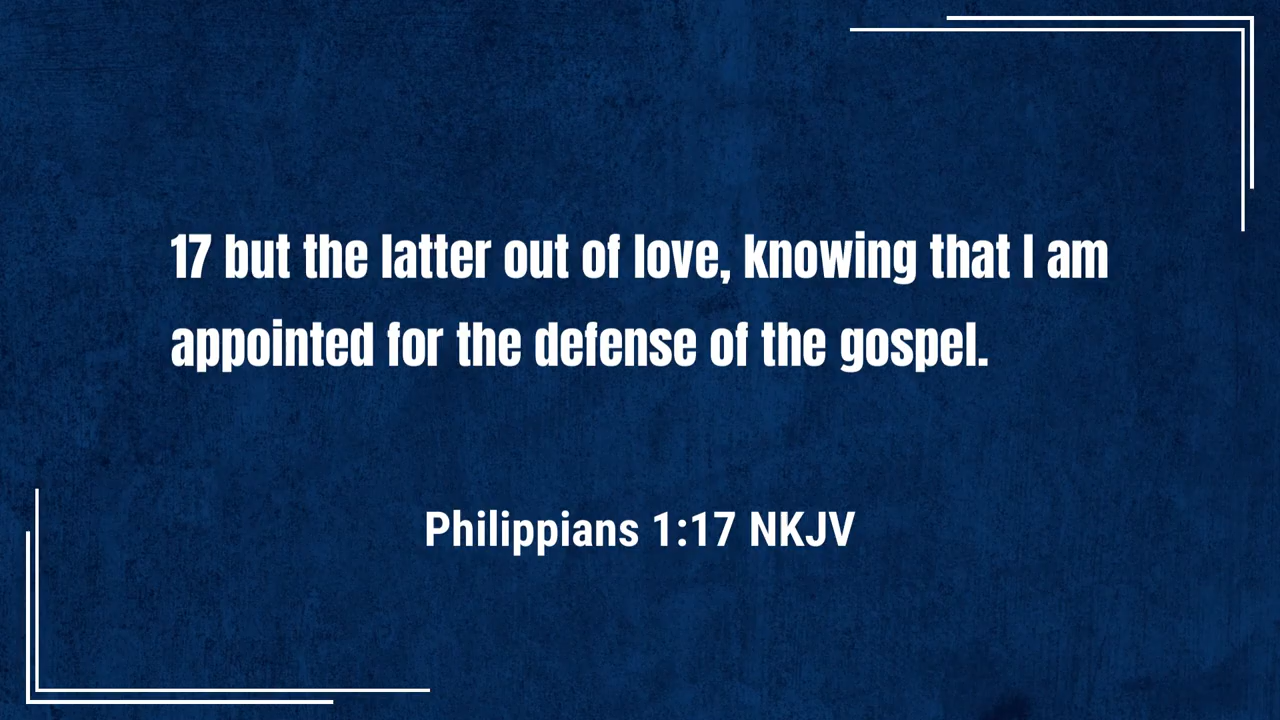 17 but the latter out of love, knowing that I am
appointed for the defense of the gospel.
Philippians 1:17 NKJV